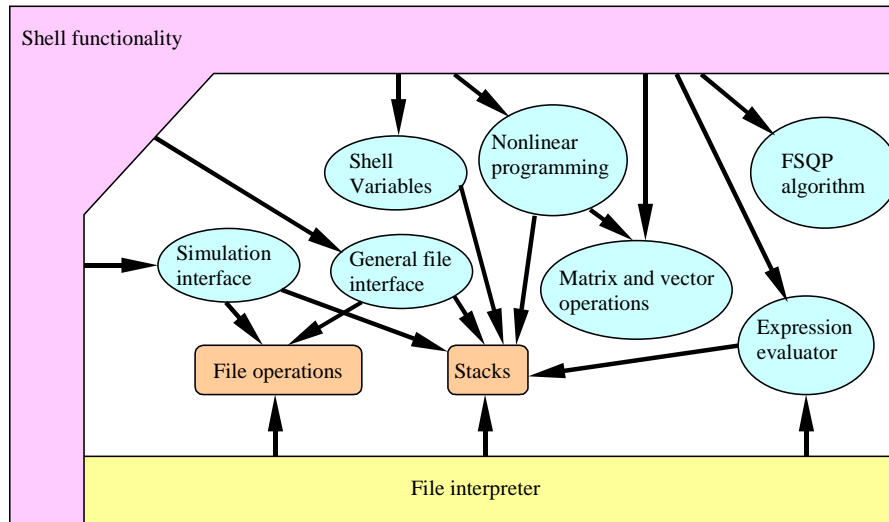 Shell functionality
Nonlinear
programming
Shell
Variables
FSQP
algorithm
Simulation
interface
General file
interface
Matrix and vector
operations
Expression
evaluator
File operations
Stacks
File interpreter